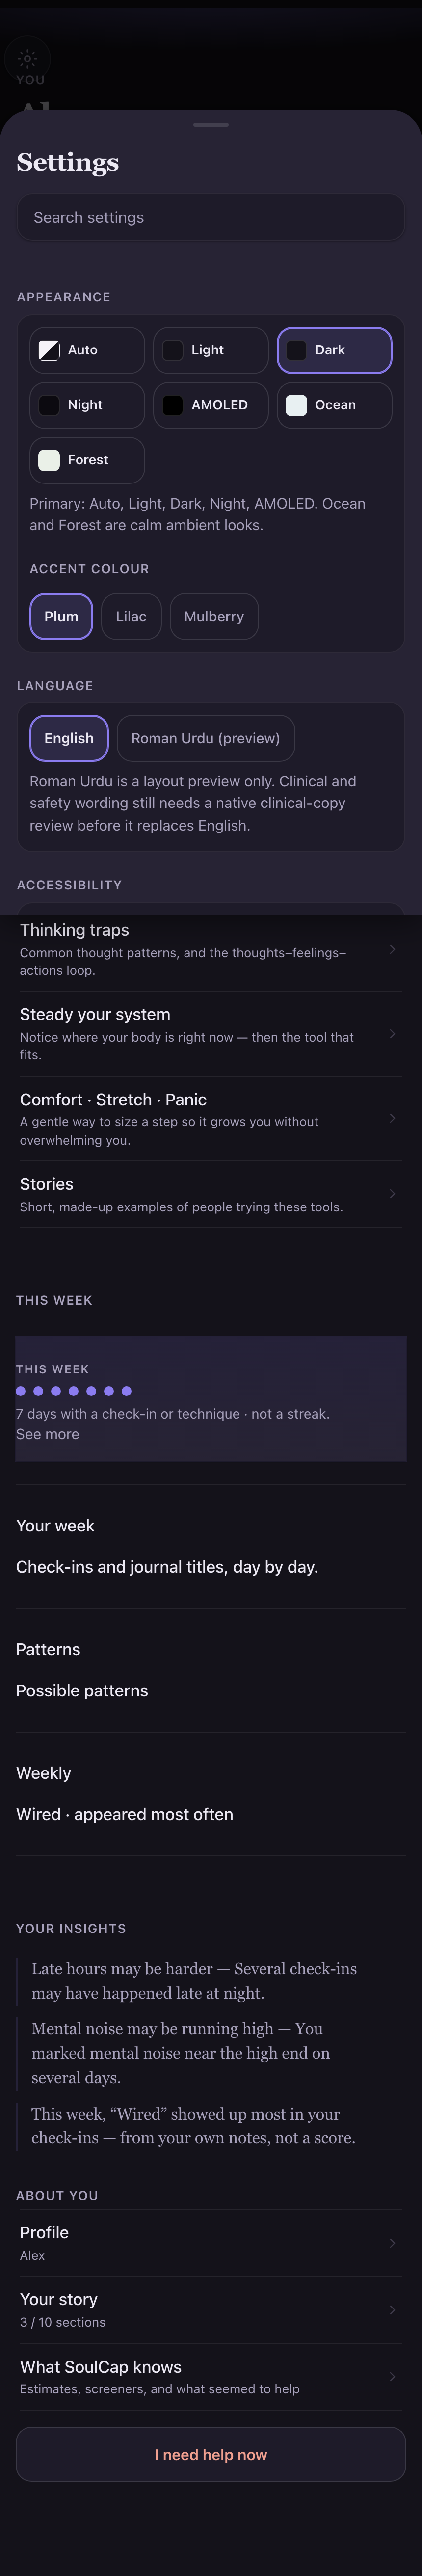 YOU
Settings
Search settings
APPEARANCE
Auto
Light
Dark
Night
AMOLED
Ocean
Forest
Primary: Auto, Light, Dark, Night, AMOLED. Ocean
and Forest are calm ambient looks.
ACCENT COLOUR
Plum
Lilac
Mulberry
LANGUAGE
English
Roman Urdu (preview)
Roman Urdu is a layout preview only. Clinical and
safety wording still needs a native clinical-copy
review before it replaces English.
ACCESSIBILITY
Thinking traps
Common thought patterns, and the thoughts–feelings–
actions loop.
Steady your system
Notice where your body is right now — then the tool that
fits.
Comfort · Stretch · Panic
A gentle way to size a step so it grows you without
overwhelming you.
Stories
Short, made-up examples of people trying these tools.
THIS WEEK
THIS WEEK
7 days with a check-in or technique · not a streak.
See more
Your week
Check-ins and journal titles, day by day.
Patterns
Possible patterns
Weekly
Wired · appeared most often
YOUR INSIGHTS
Late hours may be harder — Several check-ins
may have happened late at night.
Mental noise may be running high — You
marked mental noise near the high end on
several days.
This week, “Wired” showed up most in your
check-ins — from your own notes, not a score.
ABOUT YOU
Profile
Alex
Your story
3 / 10 sections
What SoulCap knows
Estimates, screeners, and what seemed to help
I need help now